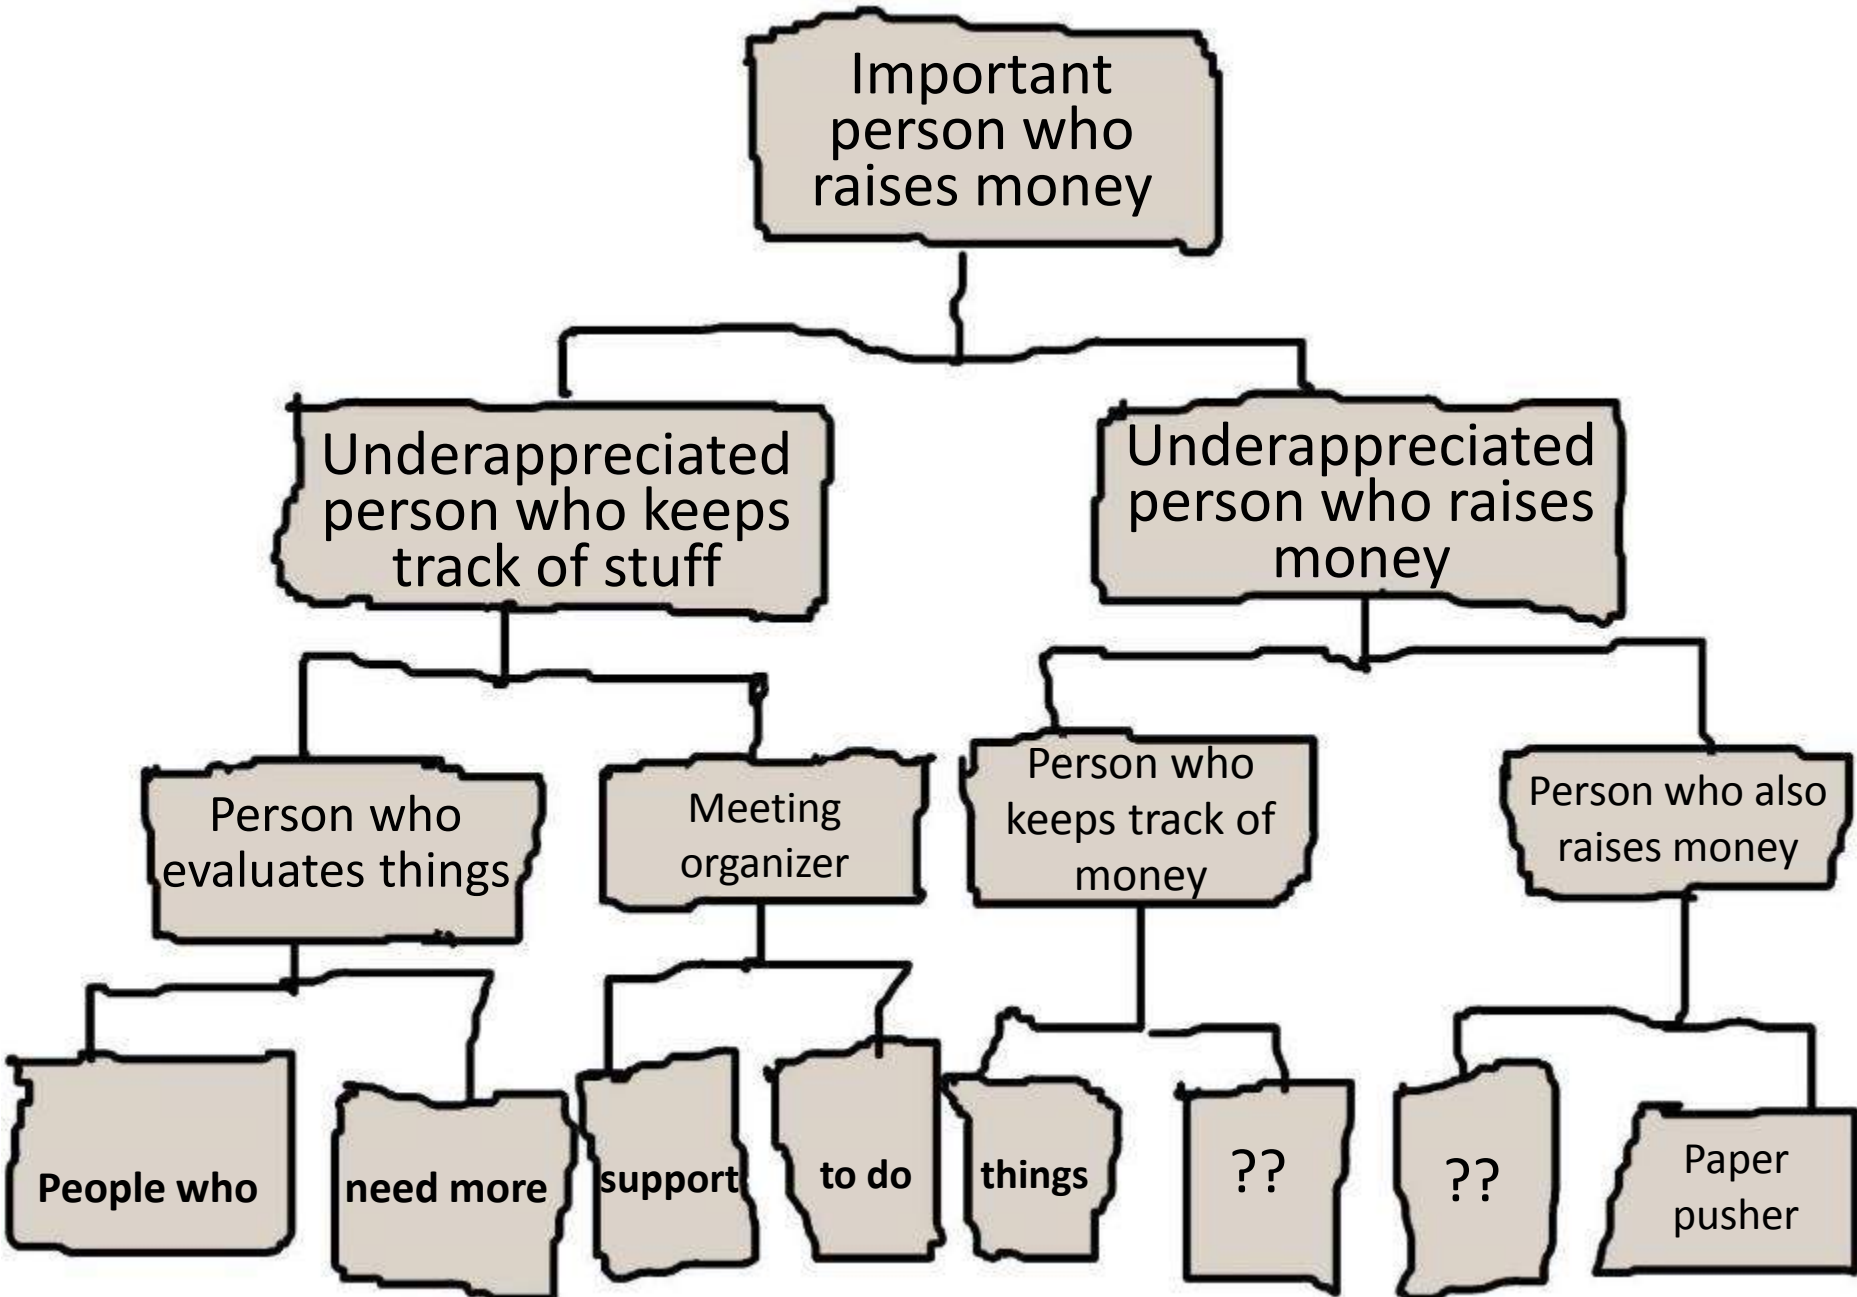 Important
person who
raises money
Underappreciated
person who keeps
track of stuff
Underappreciated
person who raises
money
Person who
evaluates things
Meeting
organizer
Person who
keeps track of
money
Person who also
raises money
People who
need more
support
to do
things
??
??
Paper
pusher